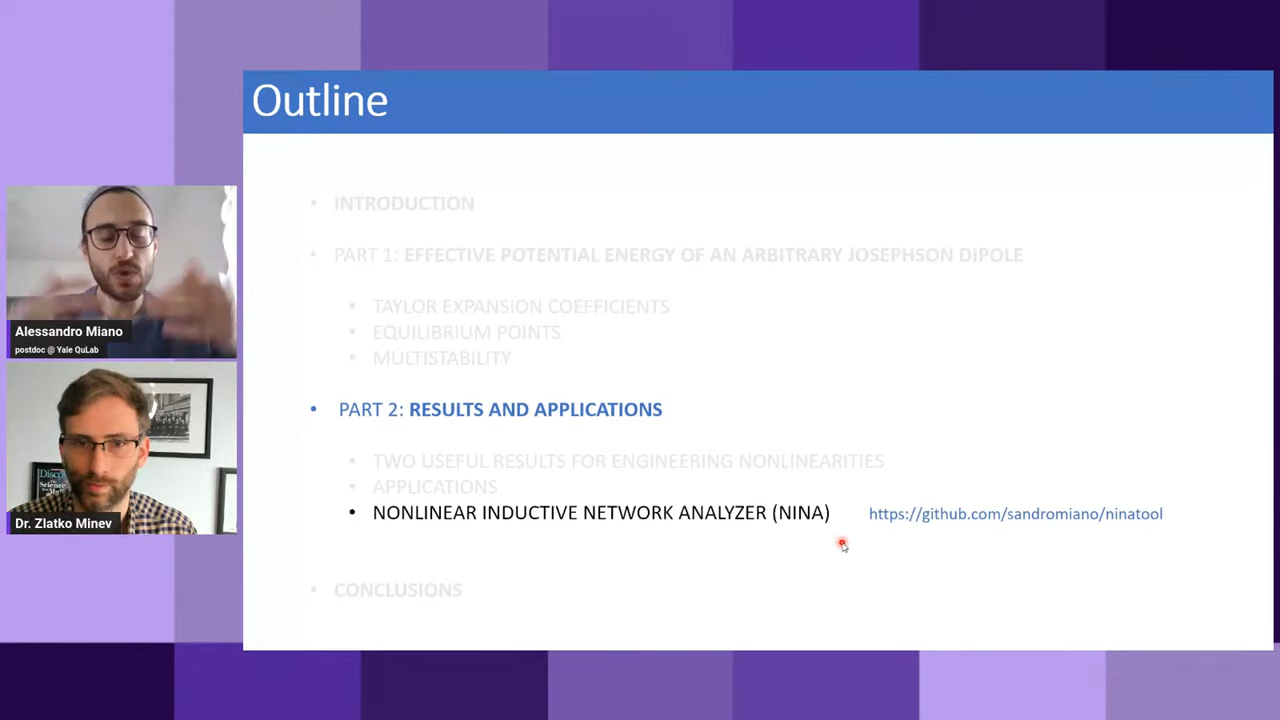 Outline
• INTRODUCTION
• PART 1: EFFECTIVE POTENTIAL ENERGY OF AN ARBITRARY JOSEPHSON DIPOLE
• TAYLOR EXPANSION COEFFICIENTS
• EQUILIBRIUM POINTS
• MULTISTABILITY
• PART 2: RESULTS AND APPLICATIONS
• TWO USEFUL RESULTS FOR ENGINEERING NONLINEARITIES
• APPLICATIONS
• NONLINEAR INDUCTIVE NETWORK ANALYZER (NINA) https://github.com/sandromiano/ninatool
• CONCLUSIONS
Alessandro Miano
postdoc @ Yale QuLab
Dr. Zlatko Minev